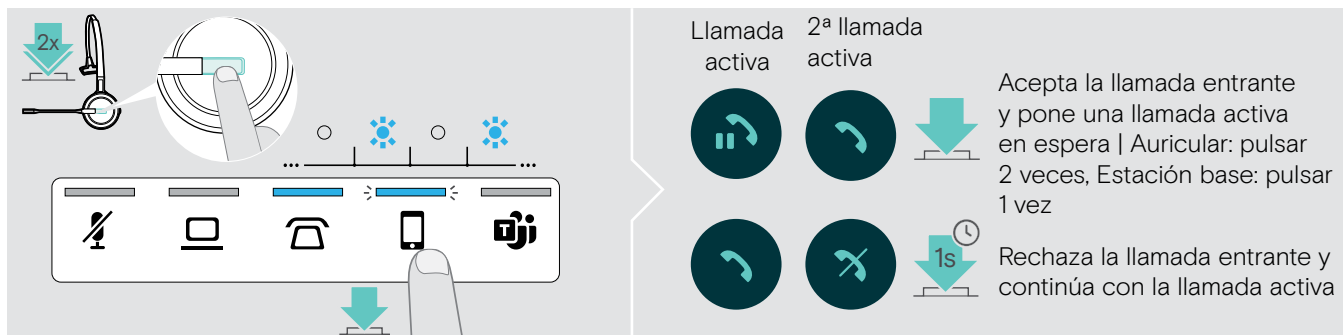 2x
Llamada
activa
2ª llamada
activa
Acepta la llamada entrante
y pone una llamada activa
en espera | Auricular: pulsar
2 veces, Estación base: pulsar
1 vez
1s
Rechaza la llamada entrante y
continúa con la llamada activa